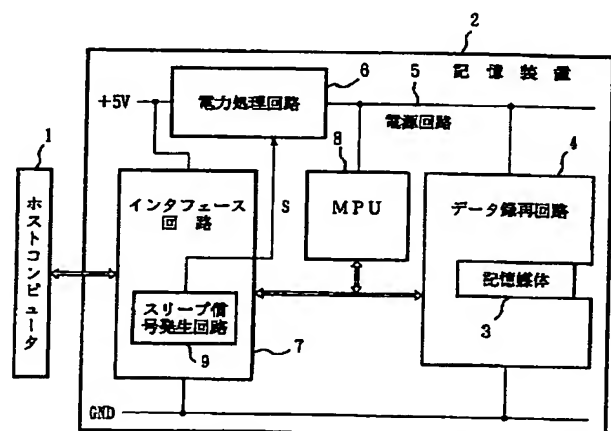 2
6
5
記憶装置
+5V
電力処理回路
電源回路
1
8
4
ホストコンピュータ
インタフェース
回路
S
MPU
データ録再回路
記憶媒体
スリープ信
号発生回路
3
9
7
GND